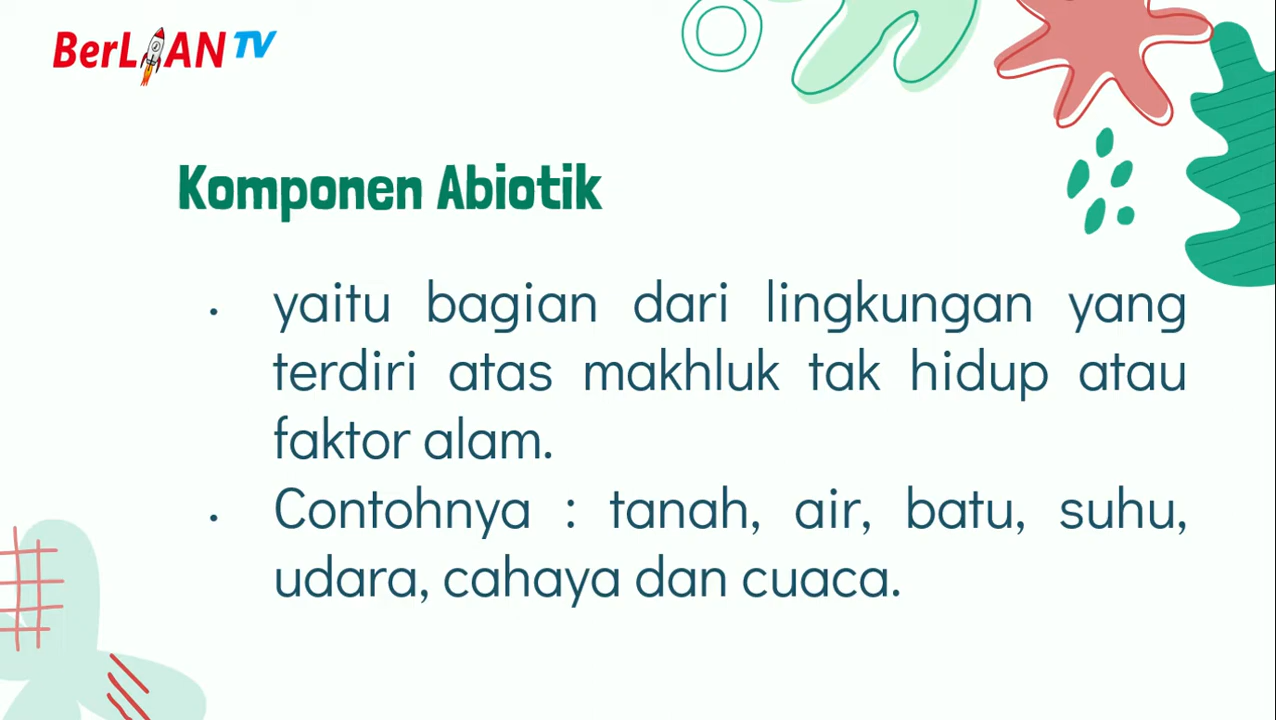 BerLIAN TV
Komponen Abiotik
• yaitu bagian dari lingkungan yang
terdiri atas makhluk tak hidup atau
faktor alam.
• Contohnya : tanah, air, batu, suhu,
udara, cahaya dan cuaca.